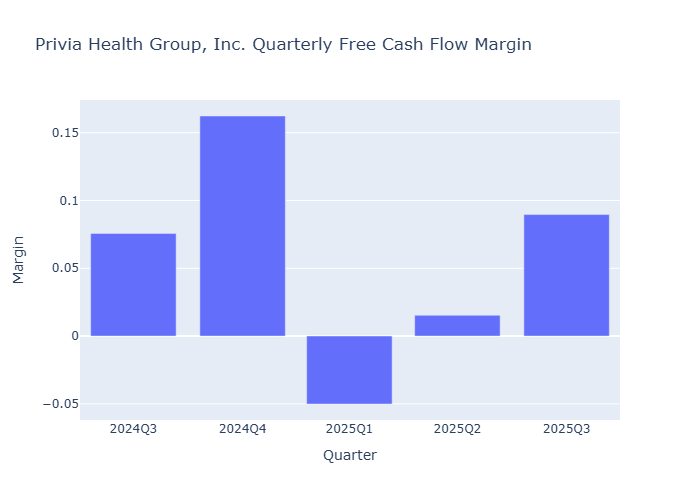 Privia Health Group, Inc. Quarterly Free Cash Flow Margin
0.15
0.1
0.05
0
−0.05
Margin
2024Q3 2024Q4 2025Q1 2025Q2 2025Q3
Quarter